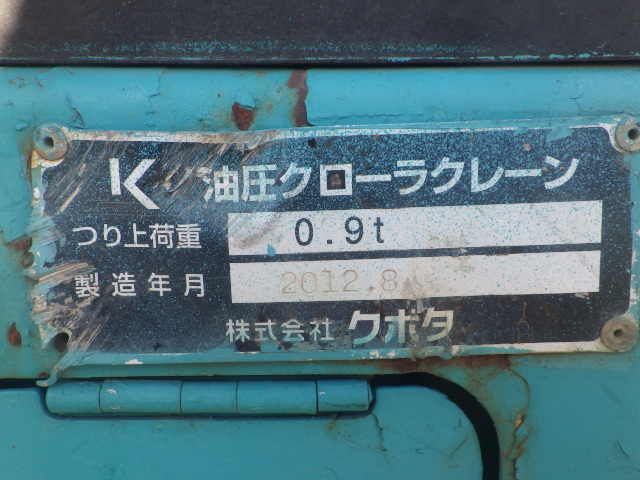 K 油圧クローラクレーン
つり上荷重 0.9t
製造年月 2012.8
株式会社 クボタ